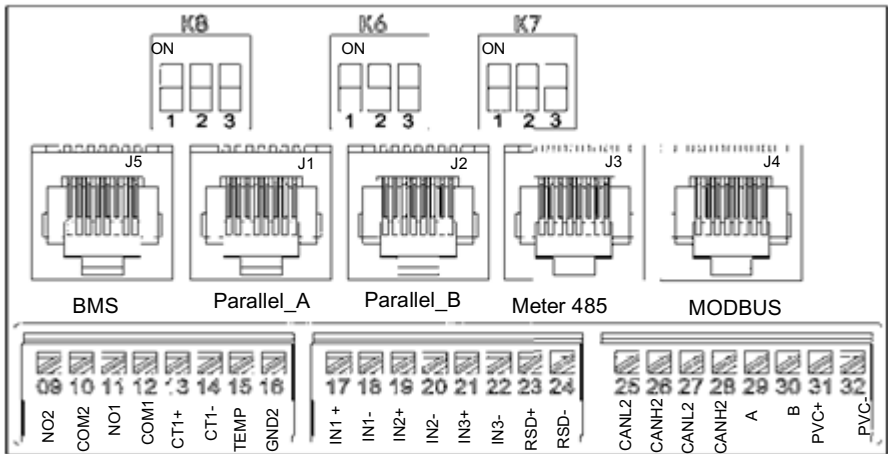 K8 K6 K7
ON ON ON
1 2 3 1 2 3 1 2 3
J5 J1 J2 J3 J4
BMS Parallel_A Parallel_B Meter 485 MODBUS
09 10 11 12 13 14 15 16 17 18 19 20 21 22 23 24 25 26 27 28 29 30 31 32
NO2 COM2 NO1 COM1 CT1+ CT1- TEMP GND2 IN1 + IN1- IN2+ IN2- IN3+ IN3- RSD+ RSD- CANL2 CANH2 CANL2 CANH2 A B PVC+ PVC-